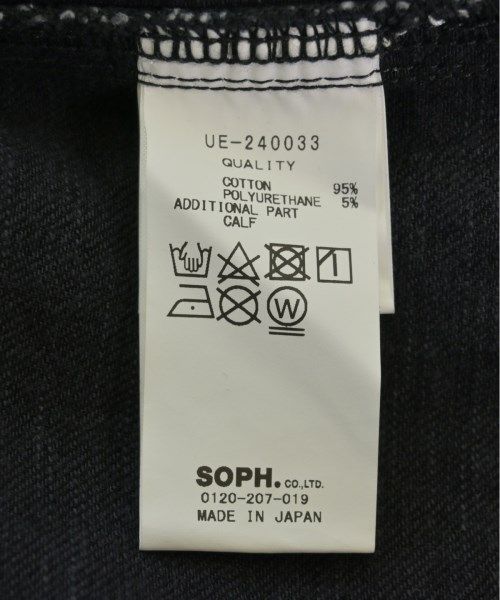 UE-240033
QUALITY
COTTON 95%
POLYURETHANE 5%
ADDITIONAL PART
CALF
W
SOPH. CO.,LTD.
0120-207-019
MADE IN JAPAN